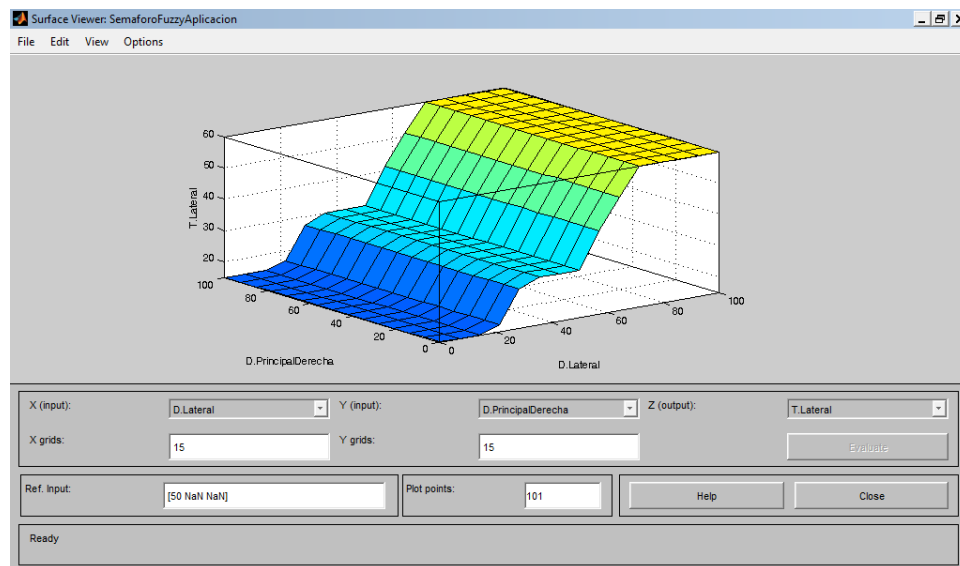 Surface Viewer: SemaforoFuzzyAplicacion
File Edit View Options
60
50
40
30
20
T.Lateral
100
80
60
40
20
0
D.PrincipalDerecha
0
20
40
60
80
100
D.Lateral
X (input): D.Lateral Y (input): D.PrincipalDerecha Z (output): T.Lateral
X grids: 15 Y grids: 15 Evaluate
Ref. Input: [50 NaN NaN] Plot points: 101 Help Close
Ready